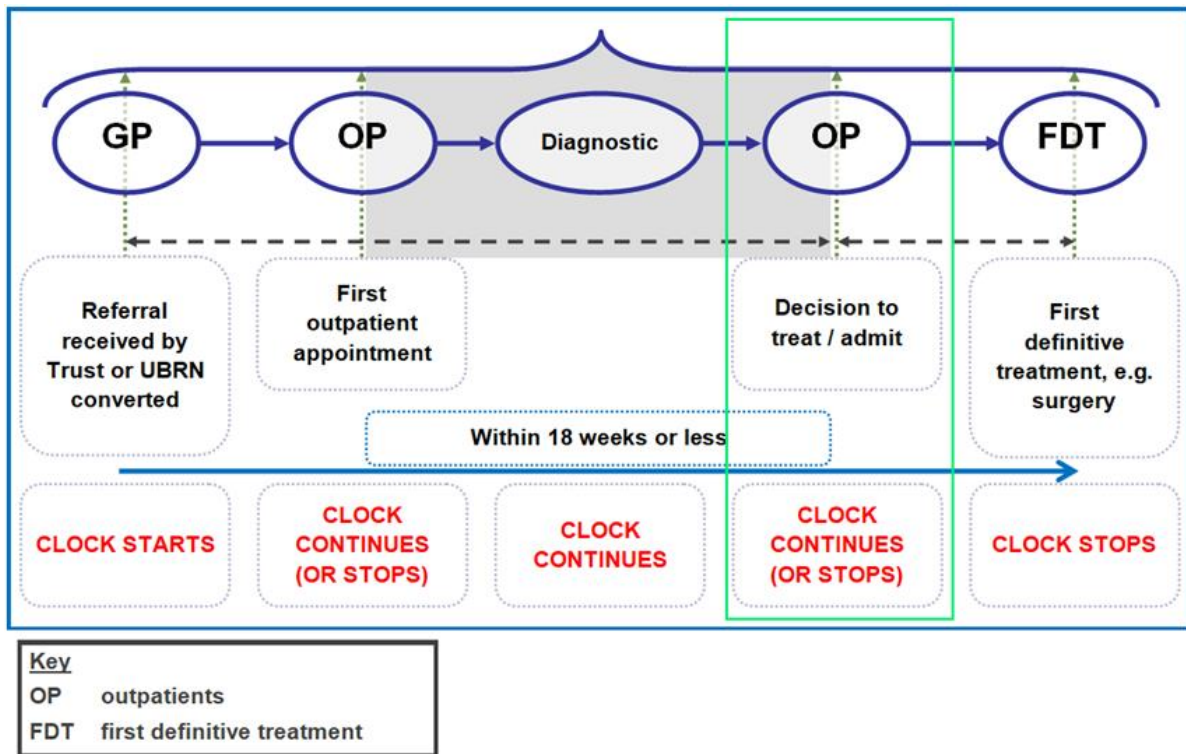 GP
OP
Diagnostic
OP
FDT
Referral
received by
Trust or UBRN
converted
First
outpatient
appointment
Decision to
treat / admit
First
definitive
treatment, e.g.
surgery
Within 18 weeks or less
CLOCK STARTS
CLOCK
CONTINUES
(OR STOPS)
CLOCK
CONTINUES
CLOCK
CONTINUES
(OR STOPS)
CLOCK STOPS
Key
OP outpatients
FDT first definitive treatment